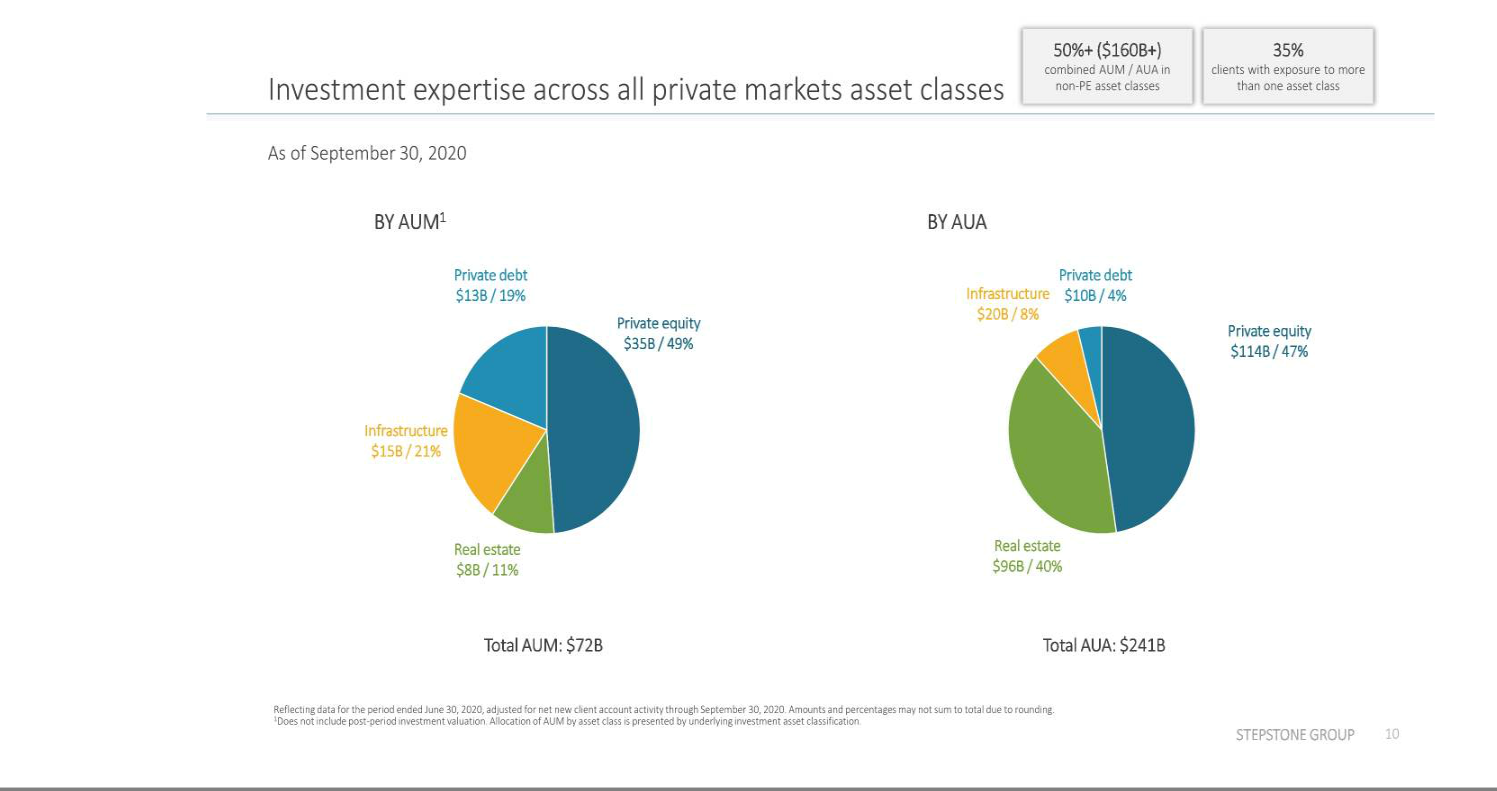 50%+ ($160B+)
combined AUM / AUA in
non-PE asset classes
35%
clients with exposure to more
than one asset class
Investment expertise across all private markets asset classes
As of September 30, 2020
BY AUM¹
Private debt
$13B / 19%
Private equity
$35B / 49%
Infrastructure
$15B / 21%
Real estate
$8B / 11%
Total AUM: $72B
BY AUA
Private debt
$10B / 4%
Infrastructure
$20B / 8%
Private equity
$114B / 47%
Real estate
$96B / 40%
Total AUA: $241B
Reflecting data for the period ended June 30, 2020, adjusted for net new client account activity through September 30, 2020. Amounts and percentages may not sum to total due to rounding.
¹Does not include post-period investment valuation. Allocation of AUM by asset class is presented by underlying investment asset classification.
STEPSTONE GROUP 10